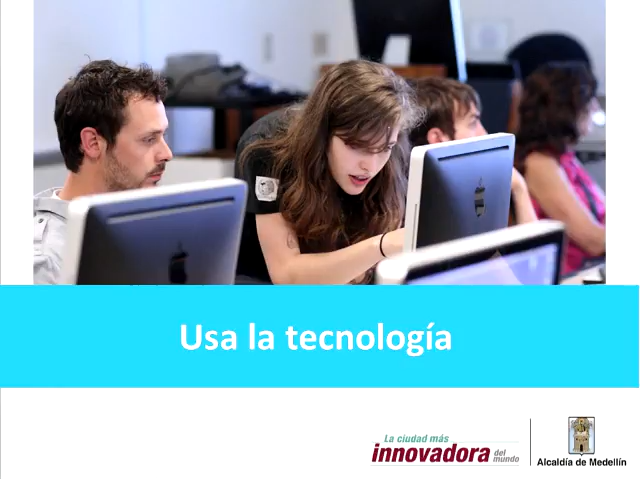 Usa la tecnología
La ciudad más
innovadora del mundo
Alcaldía de Medellín